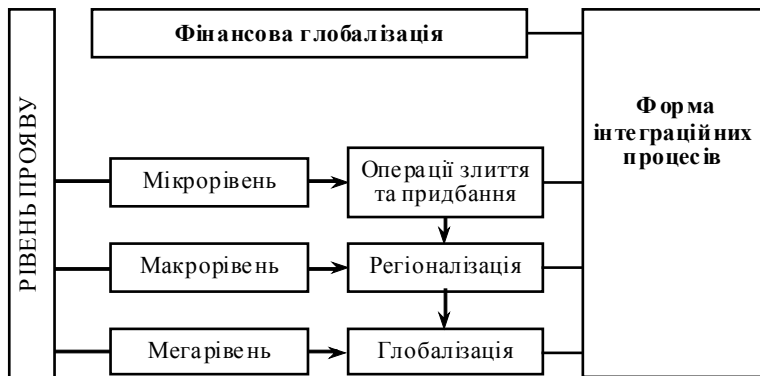 Фінансова глобалізація
РІВЕНЬ ПРОЯВУ
Форма
інтеграційних
процесів
Мікрорівень
Операції злиття
та придбання
Макрорівень
Регіоналізація
Мегарівень
Глобалізація